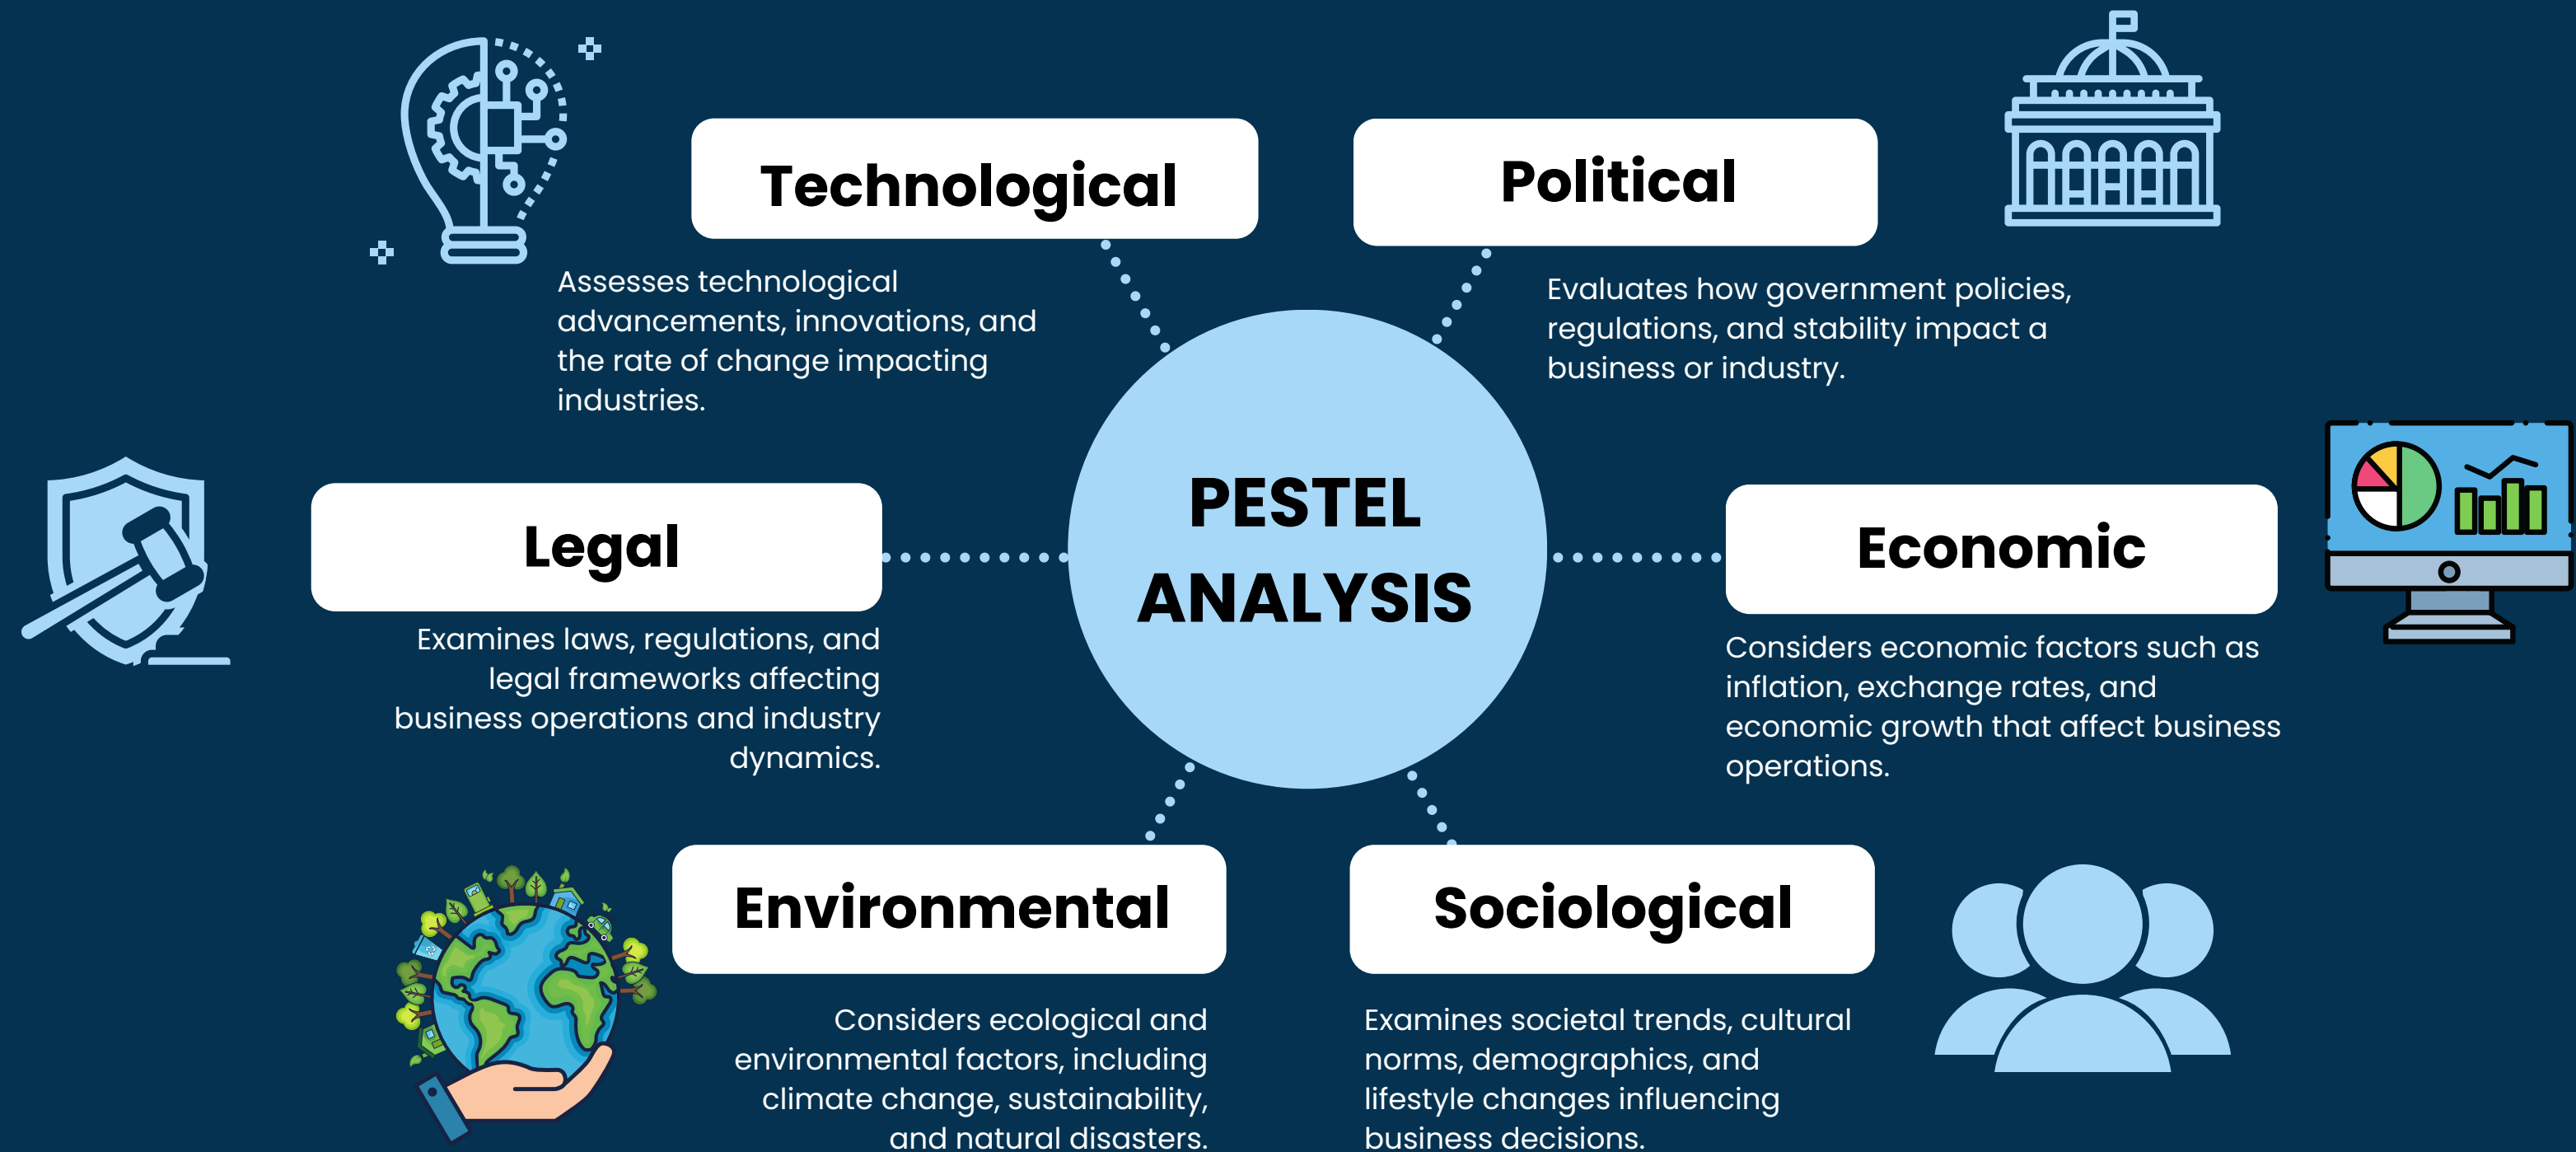 Technological
Assesses technological
advancements, innovations, and
the rate of change impacting
industries.
Political
Evaluates how government policies,
regulations, and stability impact a
business or industry.
PESTEL
ANALYSIS
Legal
Examines laws, regulations, and
legal frameworks affecting
business operations and industry
dynamics.
Economic
Considers economic factors such as
inflation, exchange rates, and
economic growth that affect business
operations.
Environmental
Considers ecological and
environmental factors, including
climate change, sustainability,
and natural disasters.
Sociological
Examines societal trends, cultural
norms, demographics, and
lifestyle changes influencing
business decisions.